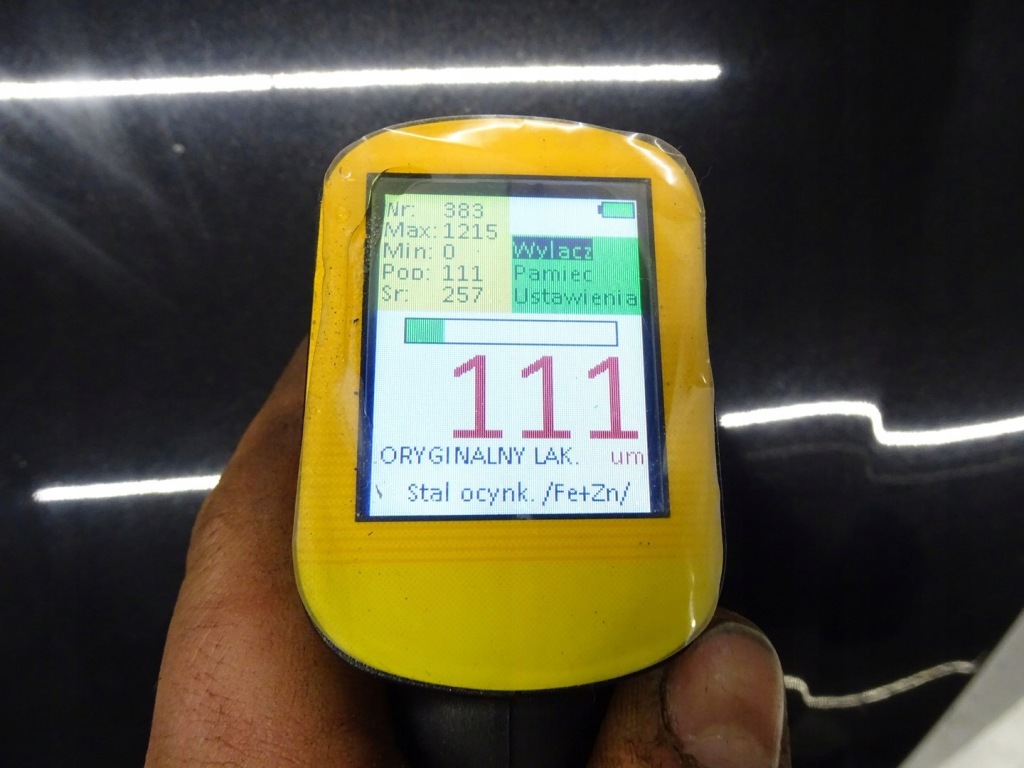 Nr: 383
Max: 1215
Min: 0
Pop: 111
Sr: 257
Wylacz
Pamiec
Ustawienia
111
.ORYGINALNY LAK. um
Stal ocynk. /Fe+Zn/